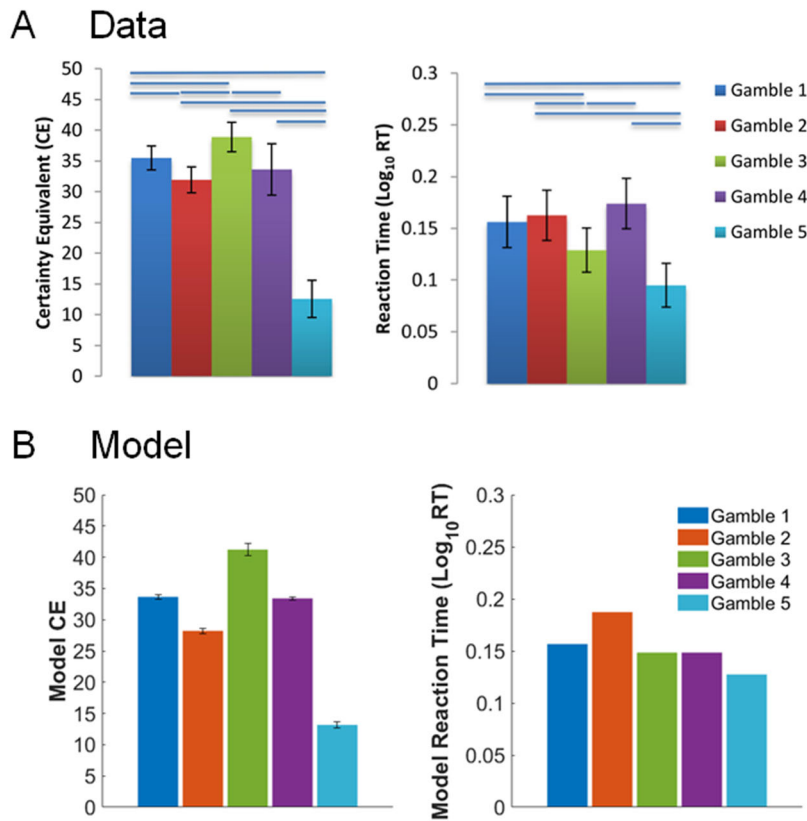 A Data
Certainty Equivalent (CE)
50
45
40
35
30
25
20
15
10
5
0
Reaction Time (Log10 RT)
0.3
0.25
0.2
0.15
0.1
0.05
0
Gamble 1
Gamble 2
Gamble 3
Gamble 4
Gamble 5
B Model
Model CE
50
45
40
35
30
25
20
15
10
5
0
Model Reaction Time (Log10RT)
0.3
0.25
0.2
0.15
0.1
0.05
0
Gamble 1
Gamble 2
Gamble 3
Gamble 4
Gamble 5